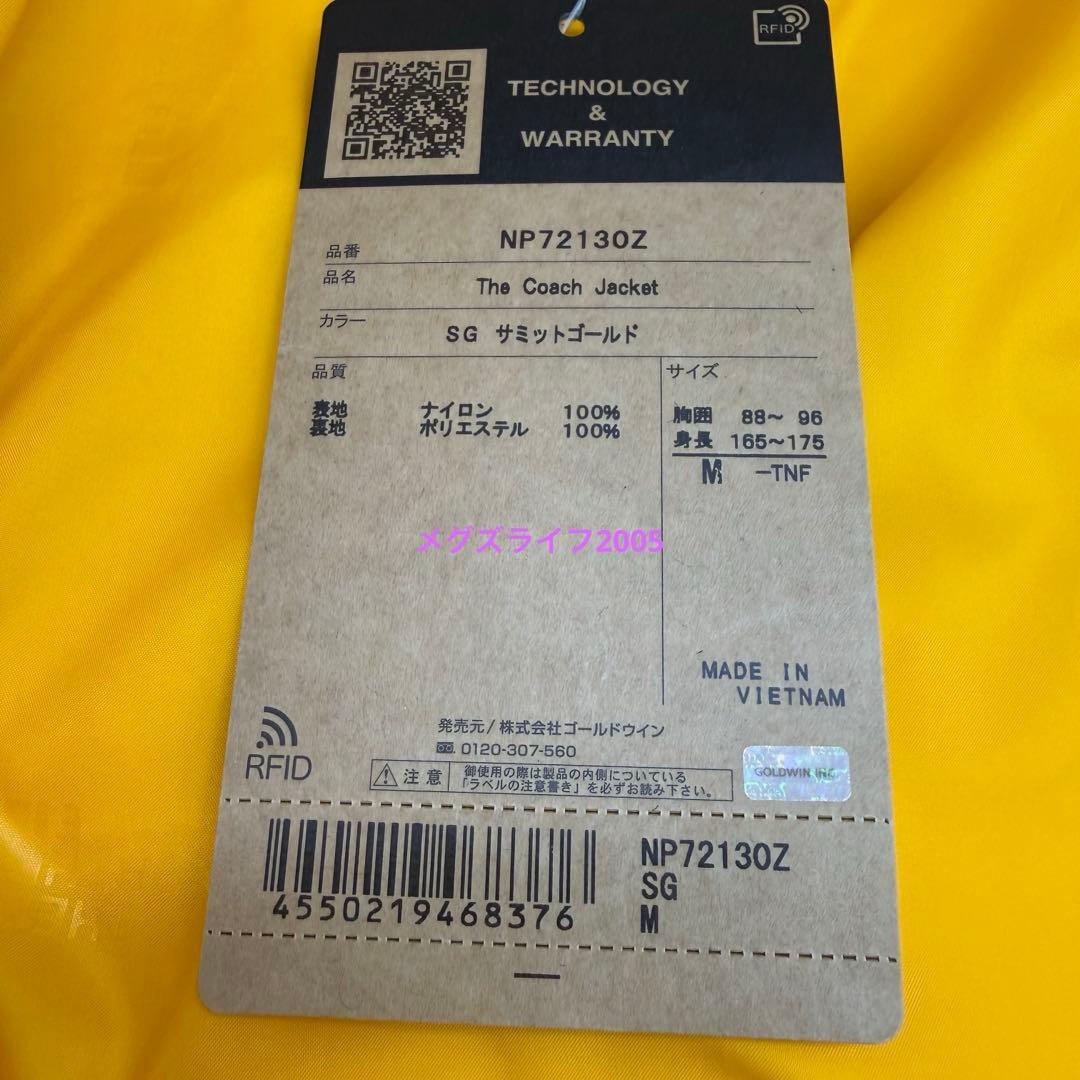 RFID
TECHNOLOGY
&
WARRANTY
品番 NP72130Z
品名 The Coach Jacket
カラー SG サミットゴールド
品質
表地 ナイロン 100%
裏地 ポリエステル 100%
サイズ
胸囲 88～ 96
身長 165～175
M －TNF
メグズライフ2005
MADE IN
VIETNAM
発売元/株式会社ゴールドウイン
0120-307-560
RFID
注意
御使用の際は製品の内側についている
「ラベルの注意書き」を必ずお読み下さい。
GOLDWIN INC
4550219468376
NP72130Z
SG
M